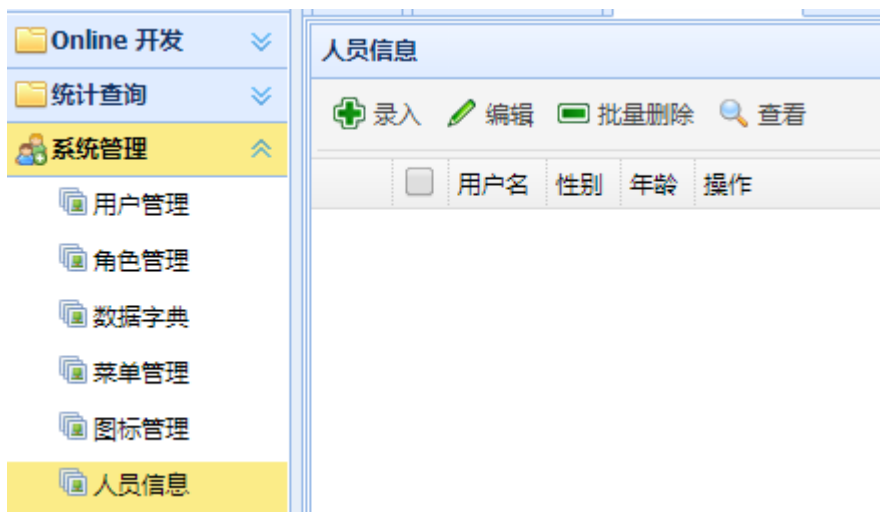 Online 开发
统计查询
系统管理
用户管理
角色管理
数据字典
菜单管理
图标管理
人员信息
人员信息
录入 编辑 批量删除 查看
用户名 性别 年龄 操作